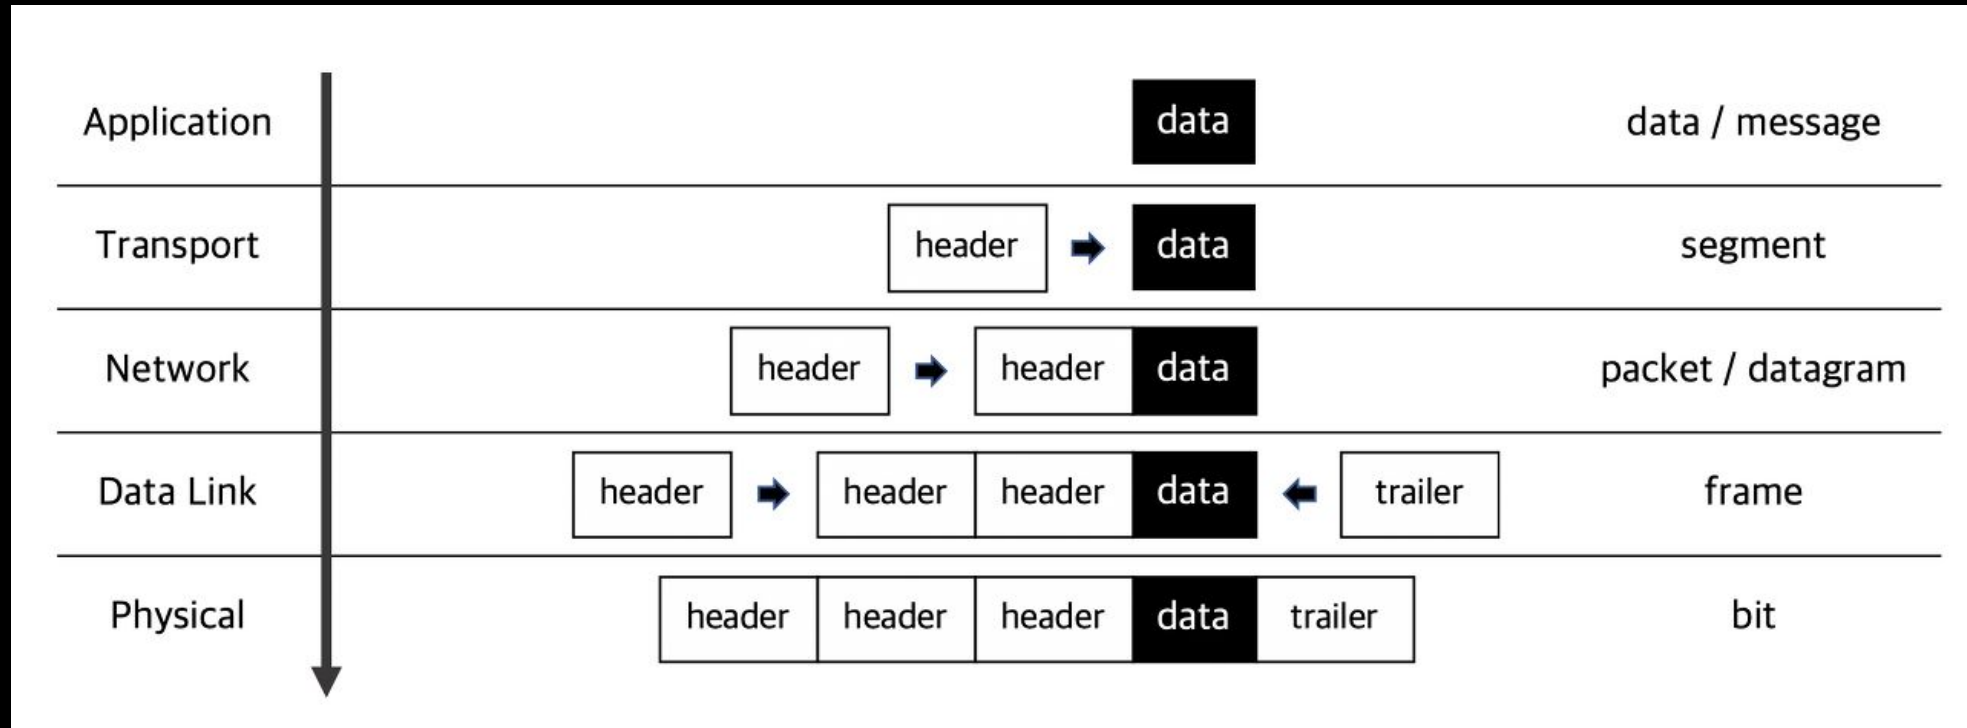 Application data data / message
Transport header data segment
Network header header data packet / datagram
Data Link header header header data trailer frame
Physical header header header data trailer bit